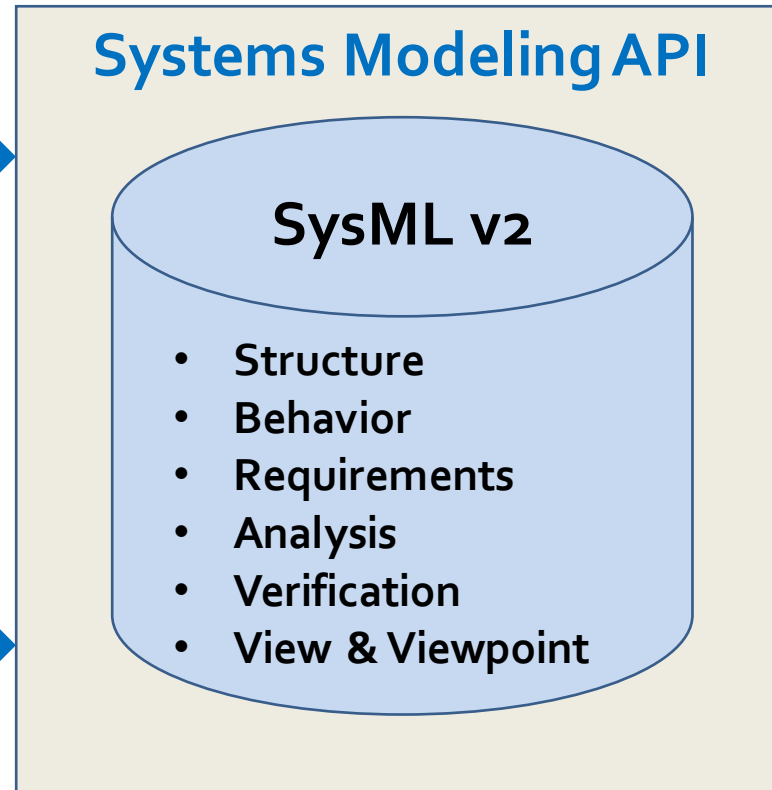 Systems Modeling API
SysML v2
• Structure
• Behavior
• Requirements
• Analysis
• Verification
• View & Viewpoint